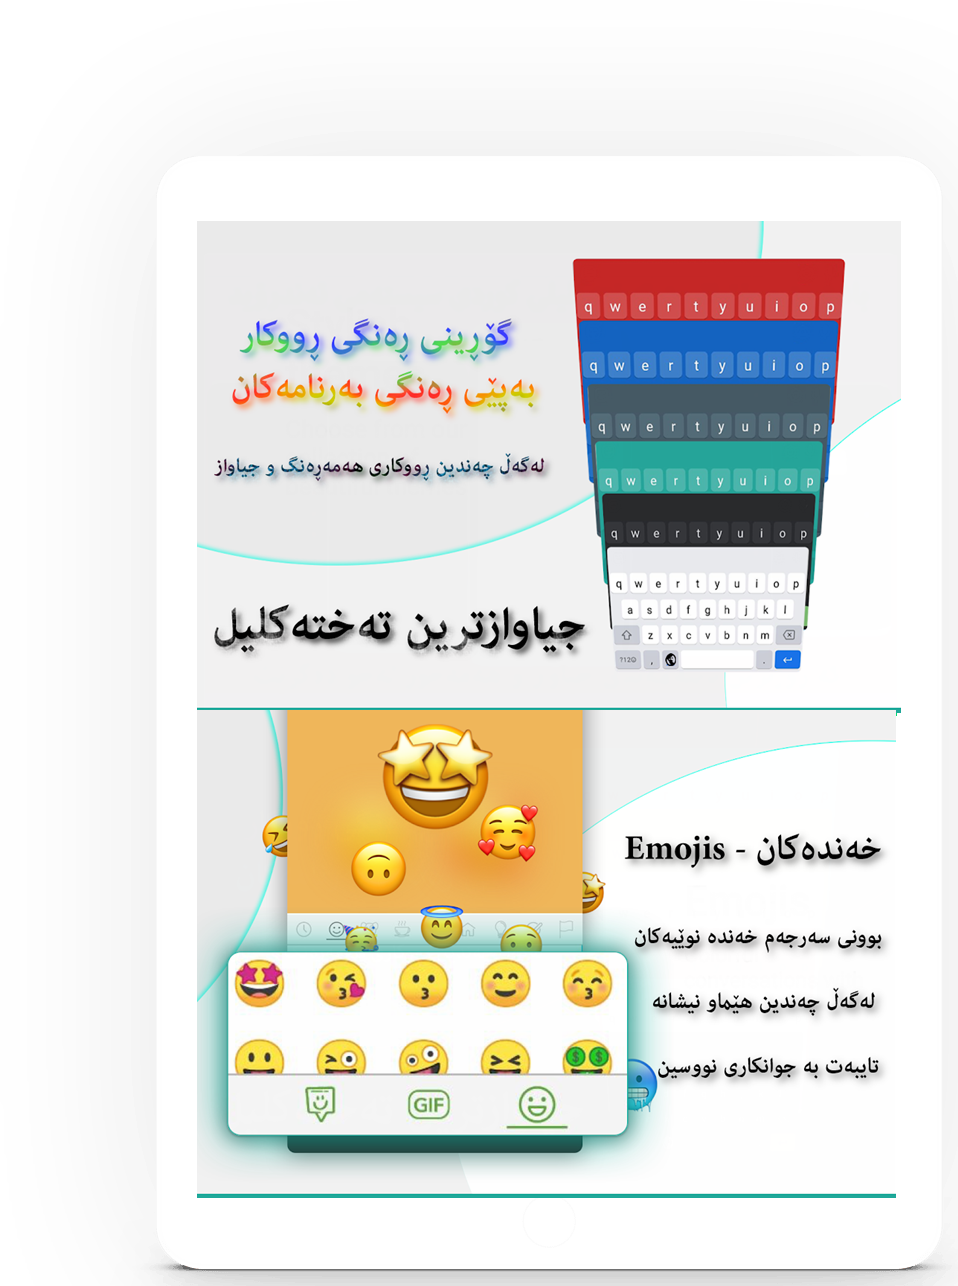 گۆڕینی ڕەنگی ڕووکار
بەپێی ڕەنگی بەرنامەکان
لەگەڵ چەندین ڕووکاری هەمەڕەنگ و جیاواز
جیاوازترین تەختەکلیل
q w e r t y u i o p
q w e r t y u i o p
q w e r t y u i o p
q w e r t y u i o p
q w e r t y u i o p
q w e r t y u i o p
a s d f g h j k l
z x c v b n m
?12☺ , .
خەندەکان - Emojis
بوونی سەرجەم خەندە نوێیەکان
لەگەڵ چەندین هێماو نیشانە
تایبەت بە جوانکاری نووسین
GIF